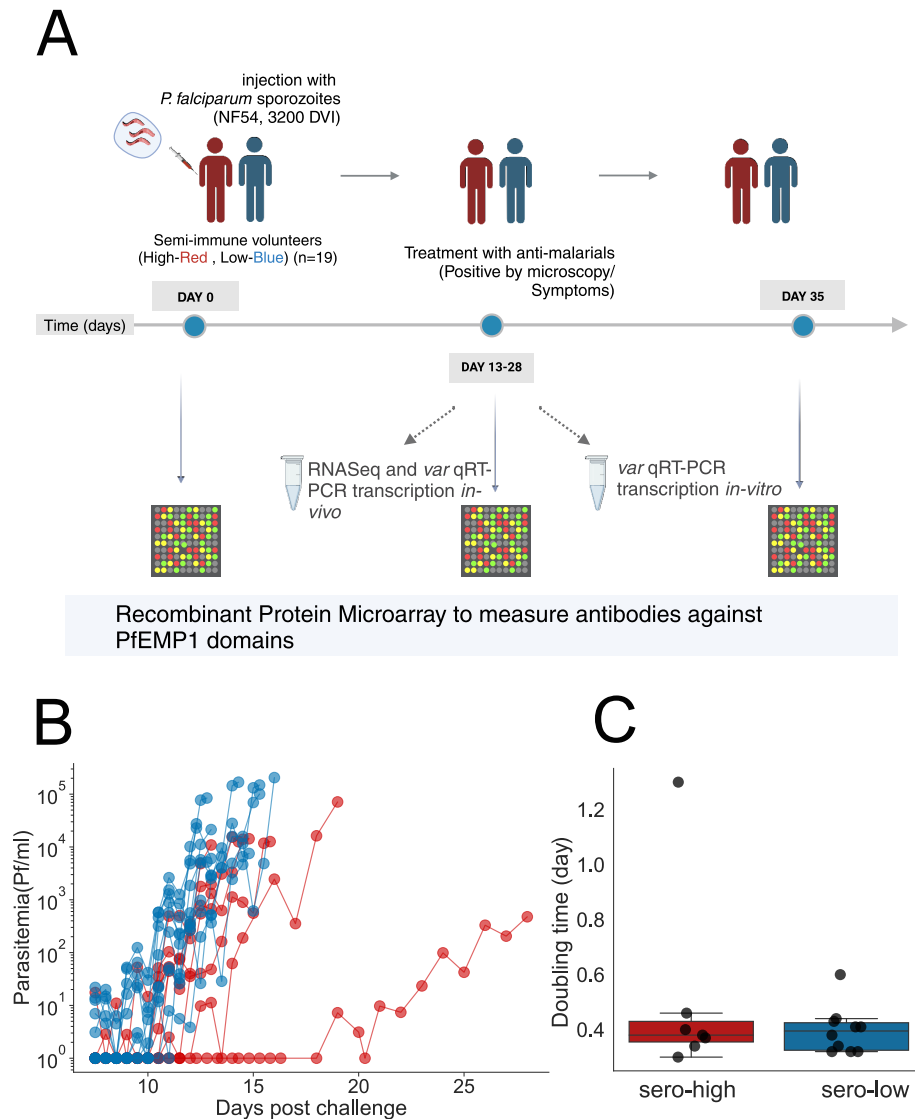 A
injection with
P. falciparum sporozoites
(NF54, 3200 DVI)
Semi-immune volunteers
(High-Red , Low-Blue) (n=19)
Treatment with anti-malarials
(Positive by microscopy/
Symptoms)
DAY 0
DAY 35
Time (days)
DAY 13-28
RNASeq and var qRT-
PCR transcription in-
vivo
var qRT-PCR
transcription in-vitro
Recombinant Protein Microarray to measure antibodies against
PfEMP1 domains
B
Parasitemia(Pf/ml)
10^5
10^4
10^3
10^2
10^1
10^0
10
15
20
25
Days post challenge
C
Doubling time (day)
1.2
1.0
0.8
0.6
0.4
sero-high
sero-low